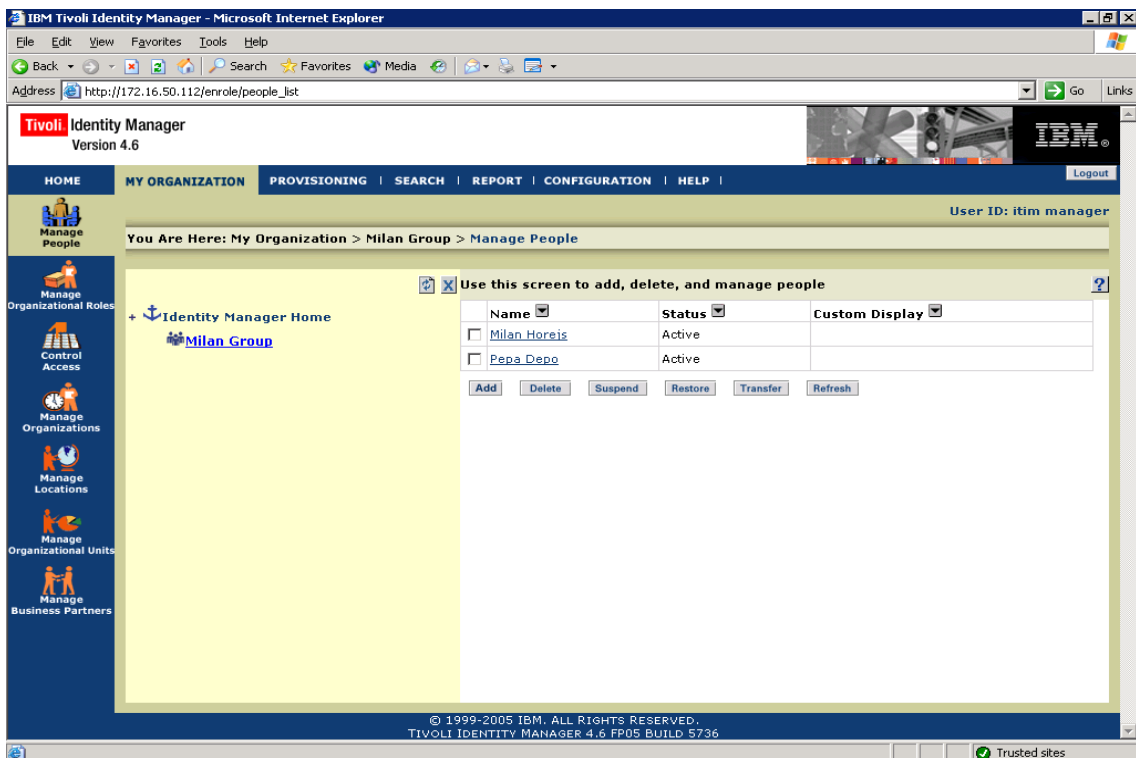 IBM Tivoli Identity Manager - Microsoft Internet Explorer
File Edit View Favorites Tools Help
Back Search Favorites Media
Address http://172.16.50.112/enrole/people_list Go Links
Tivoli. Identity Manager
Version 4.6
IBM®
HOME MY ORGANIZATION PROVISIONING | SEARCH | REPORT | CONFIGURATION | HELP | Logout
User ID: itim manager
Manage
People
You Are Here: My Organization > Milan Group > Manage People
Manage
Organizational Roles
Control
Access
Manage
Organizations
Manage
Locations
Manage
Organizational Units
Manage
Business Partners
+ Identity Manager Home
Milan Group
Use this screen to add, delete, and manage people ?
Name Status Custom Display
Milan Horejs Active
Pepa Depo Active
Add Delete Suspend Restore Transfer Refresh
© 1999-2005 IBM. ALL RIGHTS RESERVED.
TIVOLI IDENTITY MANAGER 4.6 FP05 BUILD 5736
Trusted sites